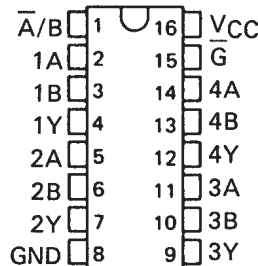 A̅/B 1 16 VCC
1A 2 15 G̅
1B 3 14 4A
1Y 4 13 4B
2A 5 12 4Y
2B 6 11 3A
2Y 7 10 3B
GND 8 9 3Y